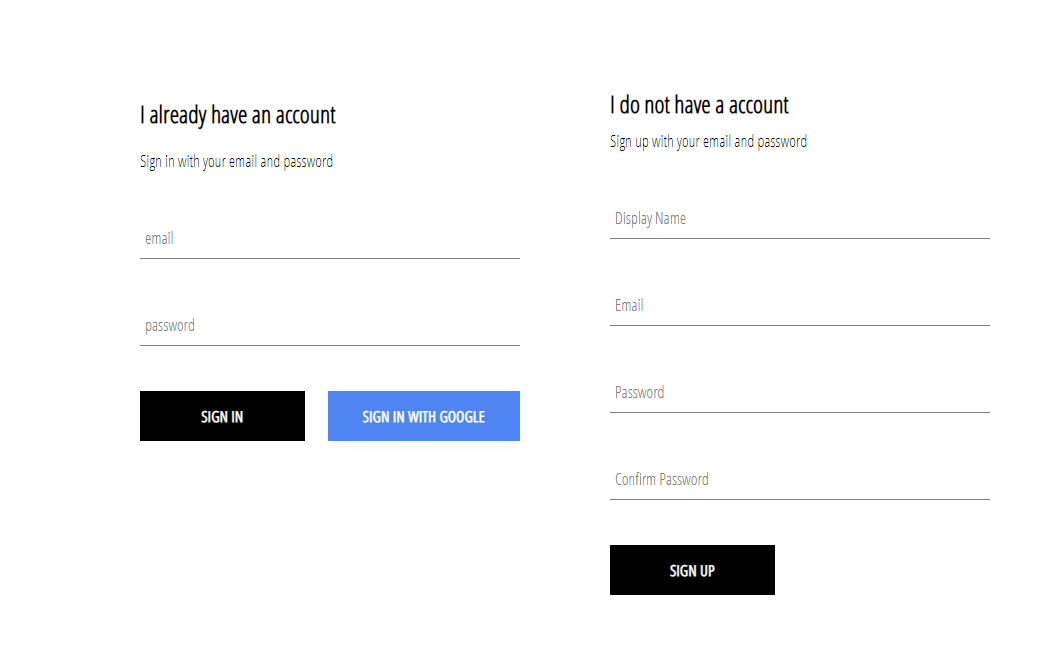 I already have an account
Sign in with your email and password
email
password
SIGN IN
SIGN IN WITH GOOGLE
I do not have a account
Sign up with your email and password
Display Name
Email
Password
Confirm Password
SIGN UP